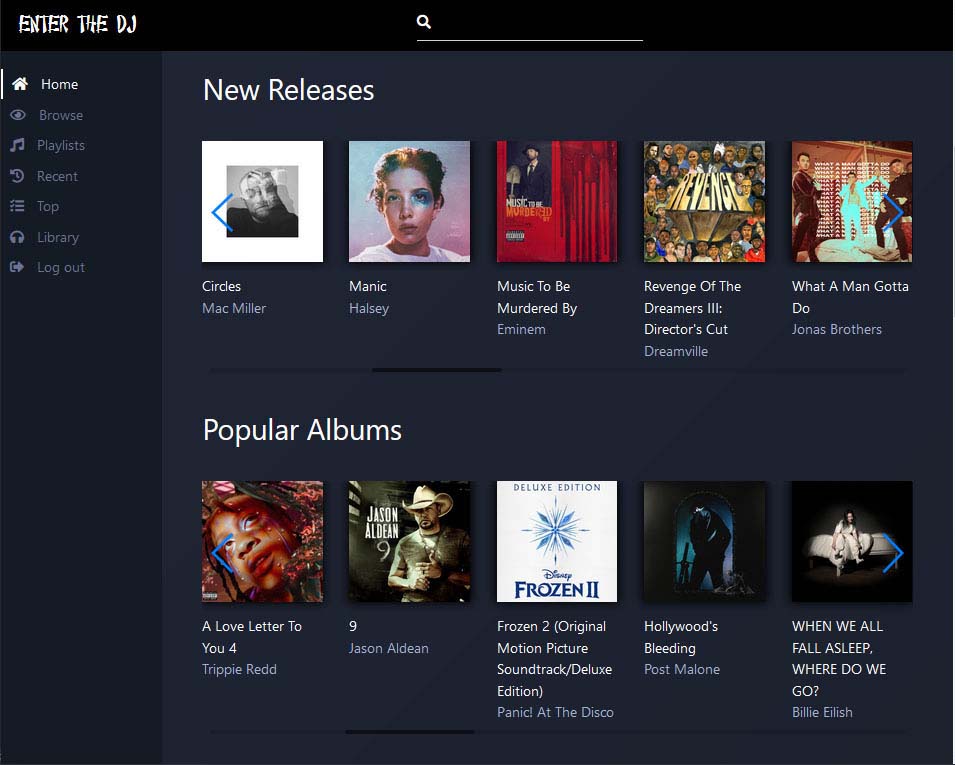 ENTER THE DJ
Home
Browse
Playlists
Recent
Top
Library
Log out
New Releases
MUSIC TO BE
MURDERED
BY
REVENGE
WHAT A MAN GOTTA DO
WHAT A MAN GOTTA DO
Circles
Mac Miller
Manic
Halsey
Music To Be
Murdered By
Eminem
Revenge Of The
Dreamers III:
Director's Cut
Dreamville
What A Man Gotta
Do
Jonas Brothers
Popular Albums
JASON
ALDEAN
9
DELUXE EDITION
Disney
FROZEN II
A Love Letter To
You 4
Trippie Redd
9
Jason Aldean
Frozen 2 (Original
Motion Picture
Soundtrack/Deluxe
Edition)
Panic! At The Disco
Hollywood's
Bleeding
Post Malone
WHEN WE ALL
FALL ASLEEP,
WHERE DO WE
GO?
Billie Eilish